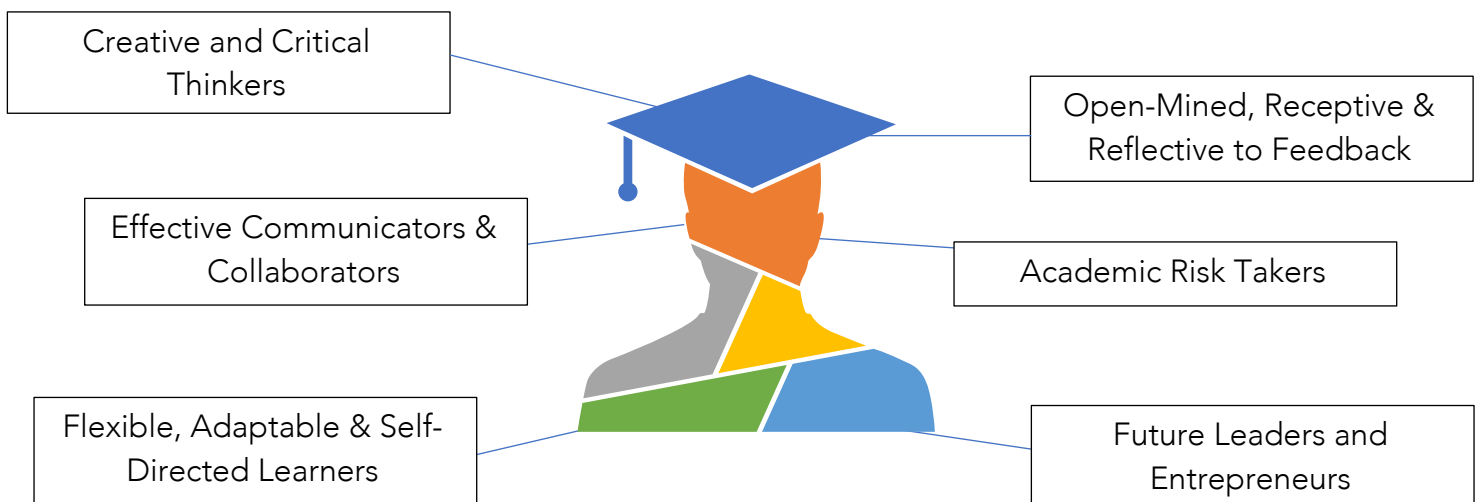 Creative and Critical
Thinkers
Open-Mined, Receptive &
Reflective to Feedback
Effective Communicators &
Collaborators
Academic Risk Takers
Flexible, Adaptable & Self-
Directed Learners
Future Leaders and
Entrepreneurs